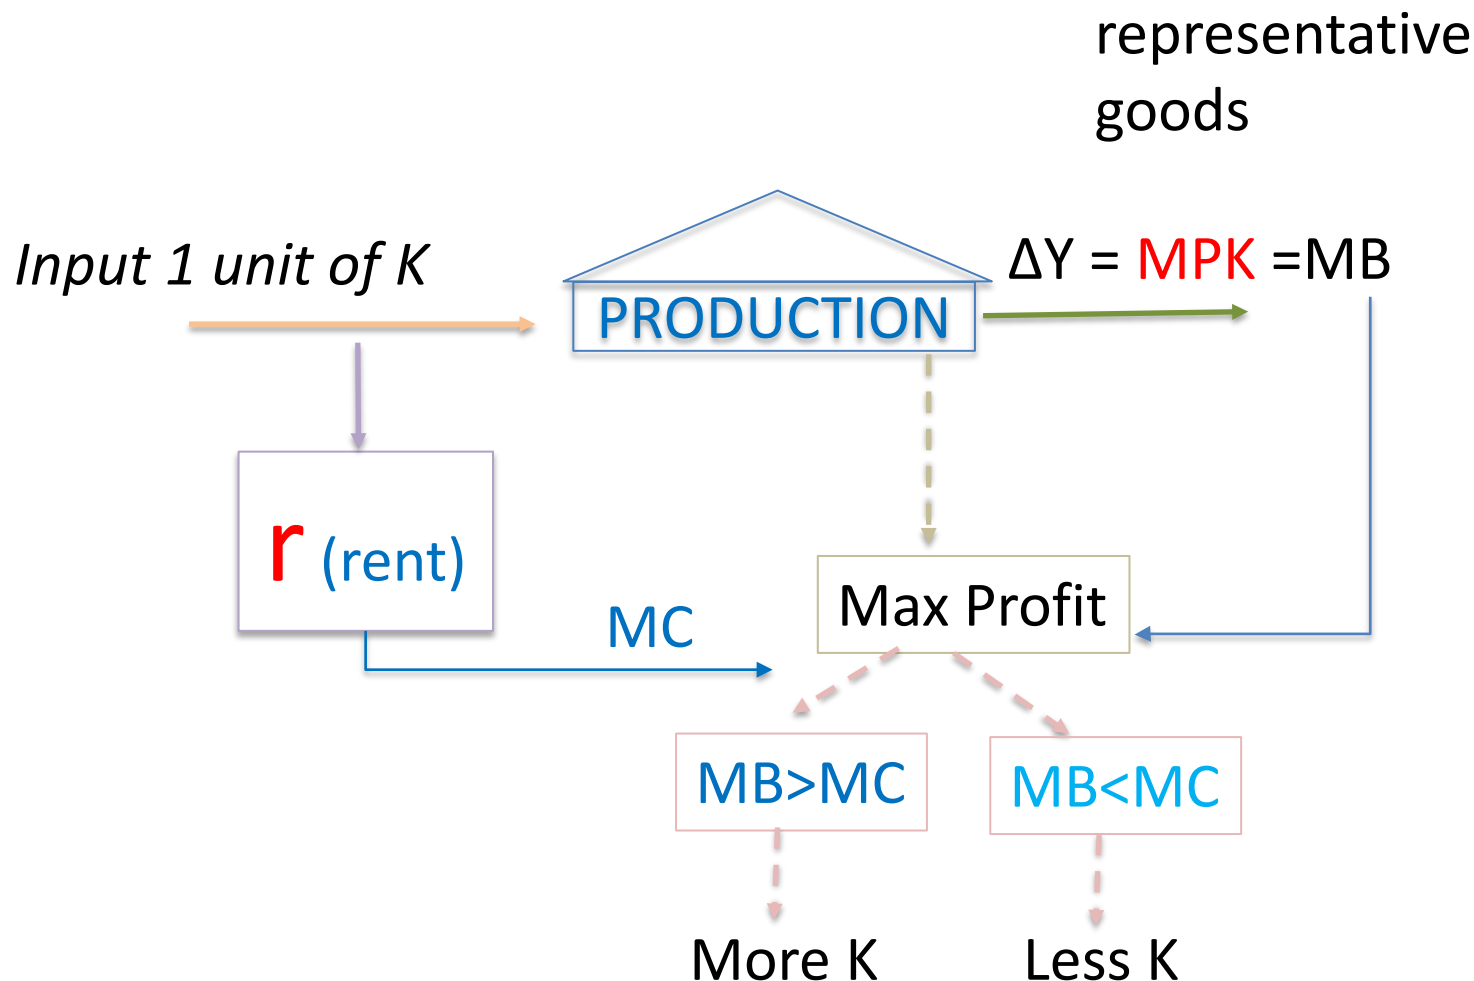 representative
goods
Input 1 unit of K
ΔY = MPK =MB
PRODUCTION
r (rent)
MC
Max Profit
MB>MC
MB<MC
More K
Less K